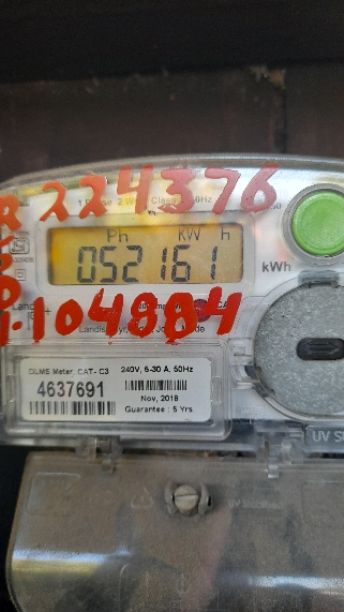 224376
Ph kW h
052161
kWh
1-104884
DLMS Meter, CAT- C3 240V, 5-30 A, 50Hz
4637691
Nov, 2018
Guarantee : 5 Yrs